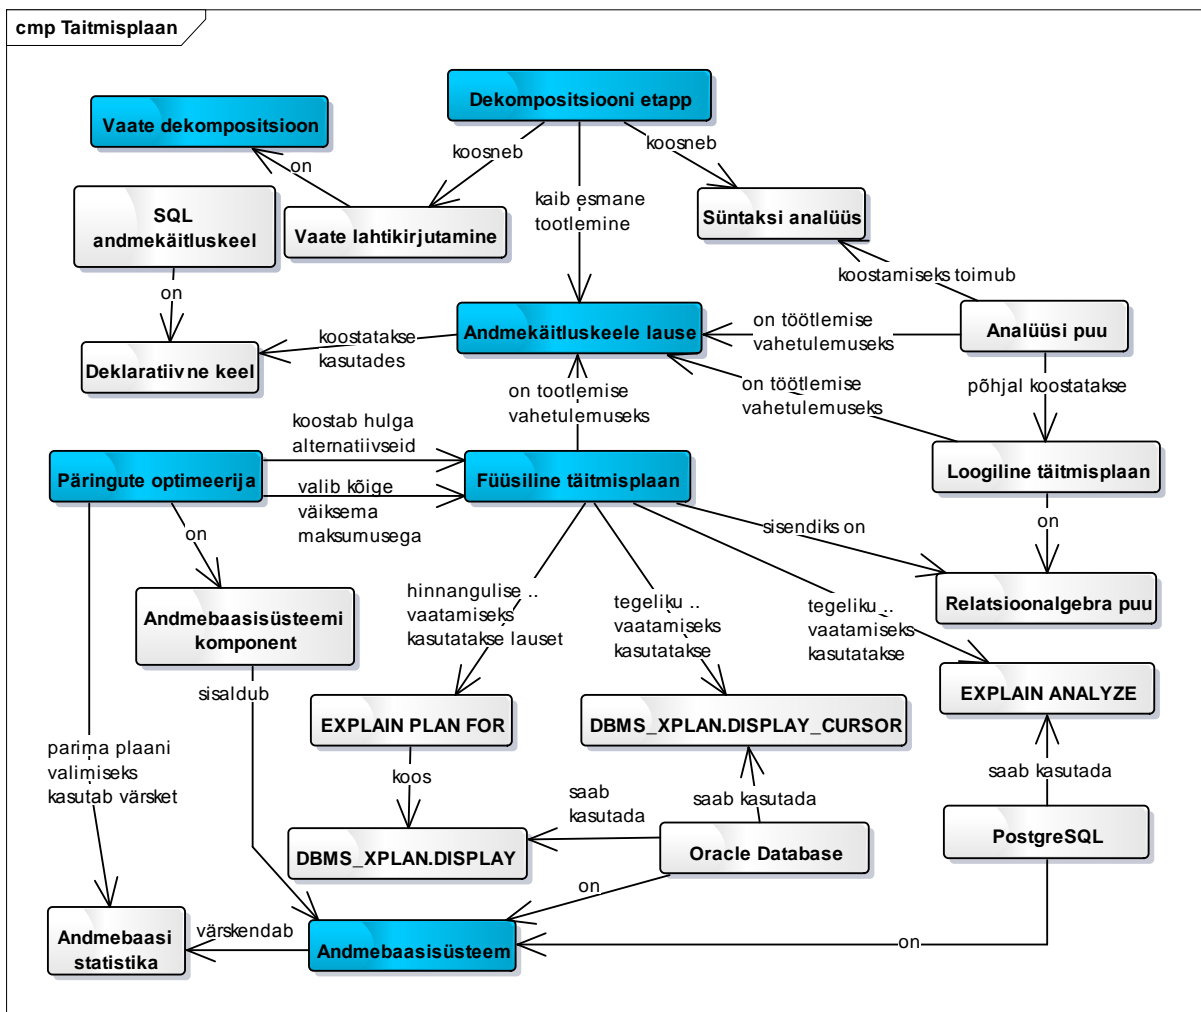 cmp Taitmisplaan
Dekompositsiooni etapp
Vaate dekompositsioon
koosneb
koosneb
on
kaib esmane
tootlemine
SQL
andmekäitluskeel
Vaate lahtikirjutamine
Süntaksi analüüs
koostamiseks toimub
on
Andmekäitluskeele lause
on töötlemise
vahetulemuseks
Analüüsi puu
koostatakse
kasutades
Deklaratiivne keel
on tootlemise
vahetulemuseks
on töötlemise
vahetulemuseks
põhjal koostatakse
koostab hulga
alternatiivseid
Päringute optimeerija
Füüsiline täitmisplaan
Loogiline täitmisplaan
valib kõige
väiksema
maksumusega
on
sisendiks on
on
hinnangulise ..
vaatamiseks
kasutatakse lauset
tegeliku ..
vaatamiseks
kasutatakse
tegeliku ..
vaatamiseks
kasutatakse
Relatsioonalgebra puu
Andmebaasisüsteemi
komponent
sisaldub
EXPLAIN ANALYZE
EXPLAIN PLAN FOR
DBMS_XPLAN.DISPLAY_CURSOR
parima plaani
valimiseks
kasutab värsket
koos
saab
kasutada
saab kasutada
saab kasutada
DBMS_XPLAN.DISPLAY
Oracle Database
PostgreSQL
on
Andmebaasi
statistika
värskendab
Andmebaasisüsteem
on